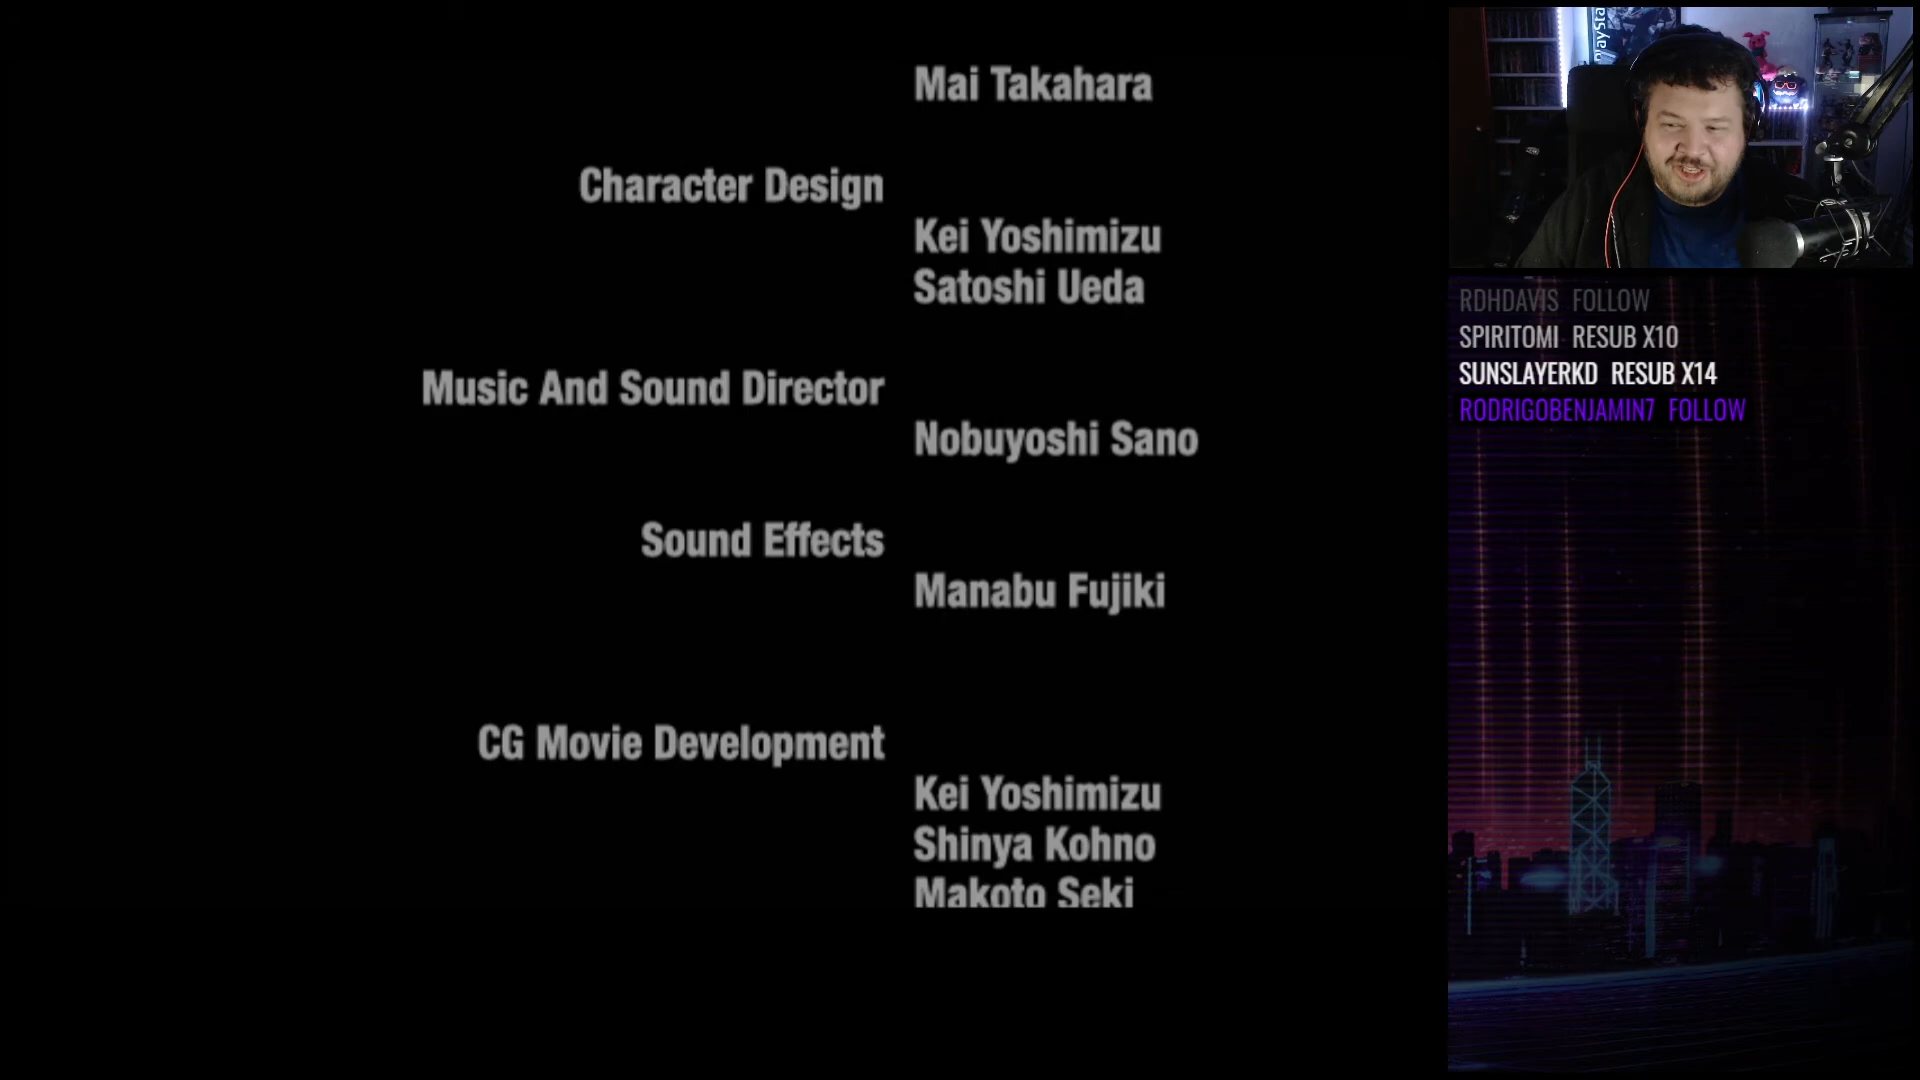 Mai Takahara
Character Design
Kei Yoshimizu
Satoshi Ueda
Music And Sound Director
Nobuyoshi Sano
Sound Effects
Manabu Fujiki
CG Movie Development
Kei Yoshimizu
Shinya Kohno
Makoto Seki
RDHDAVIS FOLLOW
SPIRITOMI RESUB X10
SUNSLAYERKD RESUB X14
RODRIGOBENJAMIN7 FOLLOW